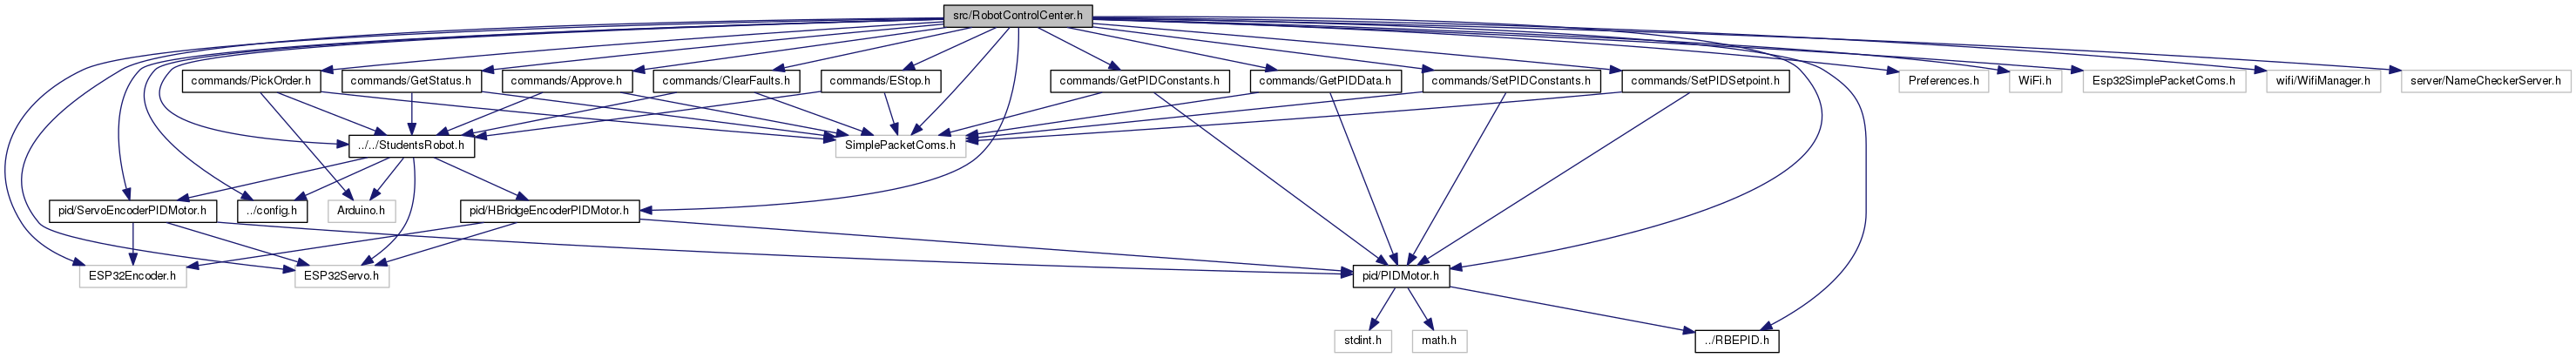 src/RobotControlCenter.h
commands/PickOrder.h
commands/GetStatus.h
commands/Approve.h
commands/ClearFaults.h
commands/EStop.h
commands/GetPIDConstants.h
commands/GetPIDData.h
commands/SetPIDConstants.h
commands/SetPIDSetpoint.h
Preferences.h
WiFi.h
Esp32SimplePacketComs.h
wifi/WifiManager.h
server/NameCheckerServer.h
../../StudentsRobot.h
SimplePacketComs.h
pid/ServoEncoderPIDMotor.h
../config.h
Arduino.h
pid/HBridgeEncoderPIDMotor.h
ESP32Encoder.h
ESP32Servo.h
pid/PIDMotor.h
stdint.h
math.h
../RBEPID.h